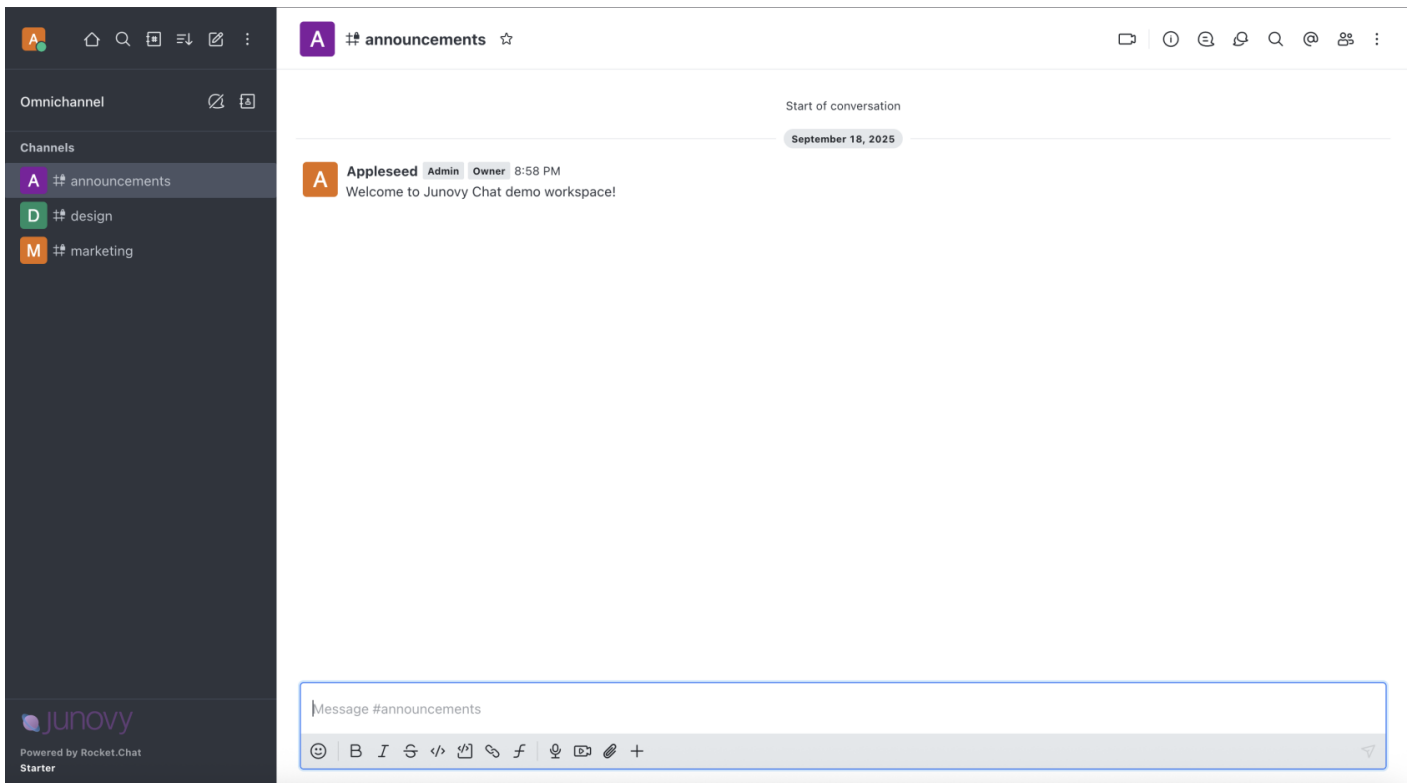 A
Omnichannel
Channels
A announcements
D design
M marketing
junovy
Powered by Rocket.Chat
Starter
A announcements
Start of conversation
September 18, 2025
A
Appleseed Admin Owner 8:58 PM
Welcome to Junovy Chat demo workspace!
Message #announcements